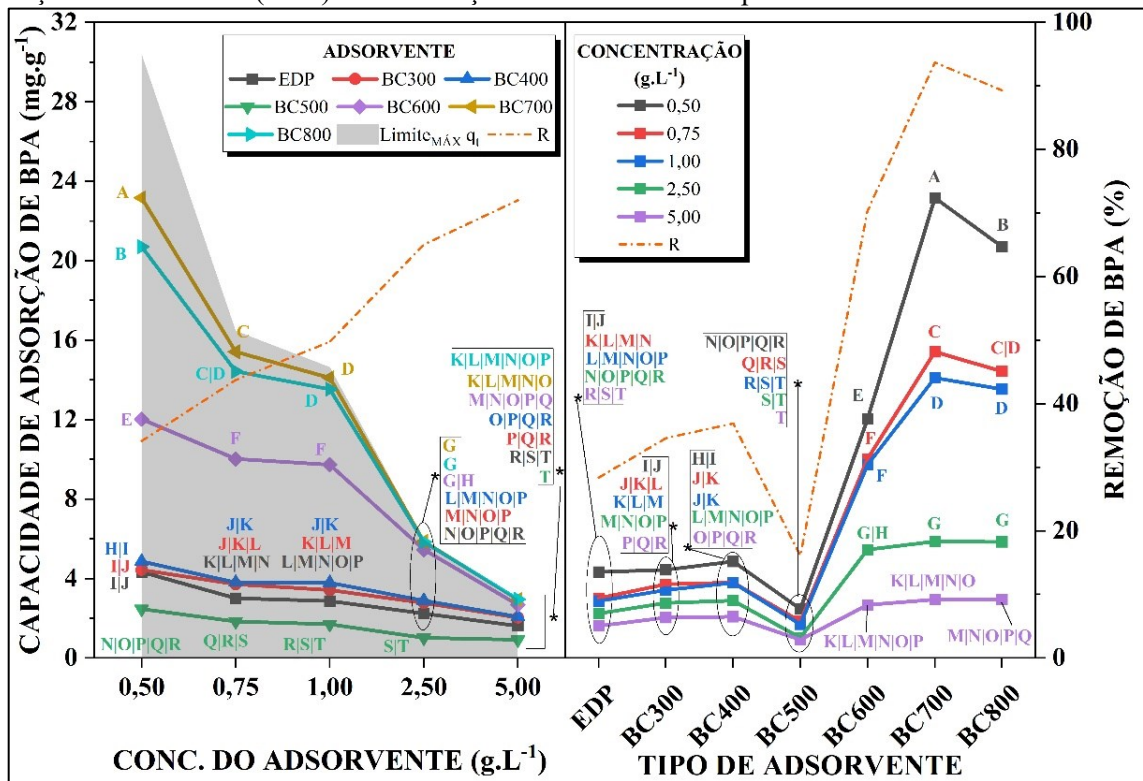 32
28
24
20
16
12
8
4
0
CAPACIDADE DE ADSORÇÃO DE BPA (mg.g-1)
ADSORVENTE
EDP BC300 BC400
BC500 BC600 BC700
BC800 LimiteMÁX qt R
A
B
C
C|D
D
D
E
F
F
H|I
I|J
I|J
J|K
J|K|L
K|L|M|N
J|K
K|L|M
L|M|N|O|P
N|O|P|Q|R
Q|R|S
R|S|T
S|T
*
G
G
G|H
L|M|N|O|P
M|N|O|P
N|O|P|Q|R
K|L|M|N|O|P
K|L|M|N|O
M|N|O|P|Q
O|P|Q|R
P|Q|R
R|S|T
T
*
*
0,50 0,75 1,00 2,50 5,00
CONC. DO ADSORVENTE (g.L-1)
CONCENTRAÇÃO
(g.L-1)
0,50
0,75
1,00
2,50
5,00
R
I|J
K|L|M|N
L|M|N|O|P
N|O|P|Q|R
R|S|T
*
I|J
J|K|L
K|L|M
M|N|O|P
P|Q|R
*
H|I
J|K
J|K
L|M|N|O|P
O|P|Q|R
*
N|O|P|Q|R
Q|R|S
R|S|T
S|T
T
*
A
B
C
C|D
D
D
E
F
F
G|H
G
G
K|L|M|N|O
K|L|M|N|O|P
M|N|O|P|Q
EDP BC300 BC400 BC500 BC600 BC700 BC800
TIPO DE ADSORVENTE
100
80
60
40
20
0
REMOÇÃO DE BPA (%)